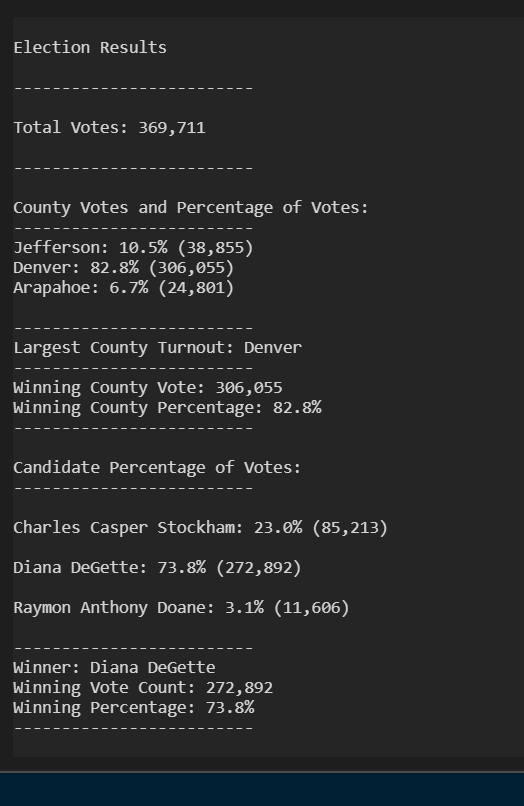 Election Results
-------------------------
Total Votes: 369,711
-------------------------
County Votes and Percentage of Votes:
-------------------------
Jefferson: 10.5% (38,855)
Denver: 82.8% (306,055)
Arapahoe: 6.7% (24,801)
-------------------------
Largest County Turnout: Denver
-------------------------
Winning County Vote: 306,055
Winning County Percentage: 82.8%
-------------------------
Candidate Percentage of Votes:
-------------------------
Charles Casper Stockham: 23.0% (85,213)
Diana DeGette: 73.8% (272,892)
Raymon Anthony Doane: 3.1% (11,606)
-------------------------
Winner: Diana DeGette
Winning Vote Count: 272,892
Winning Percentage: 73.8%
-------------------------